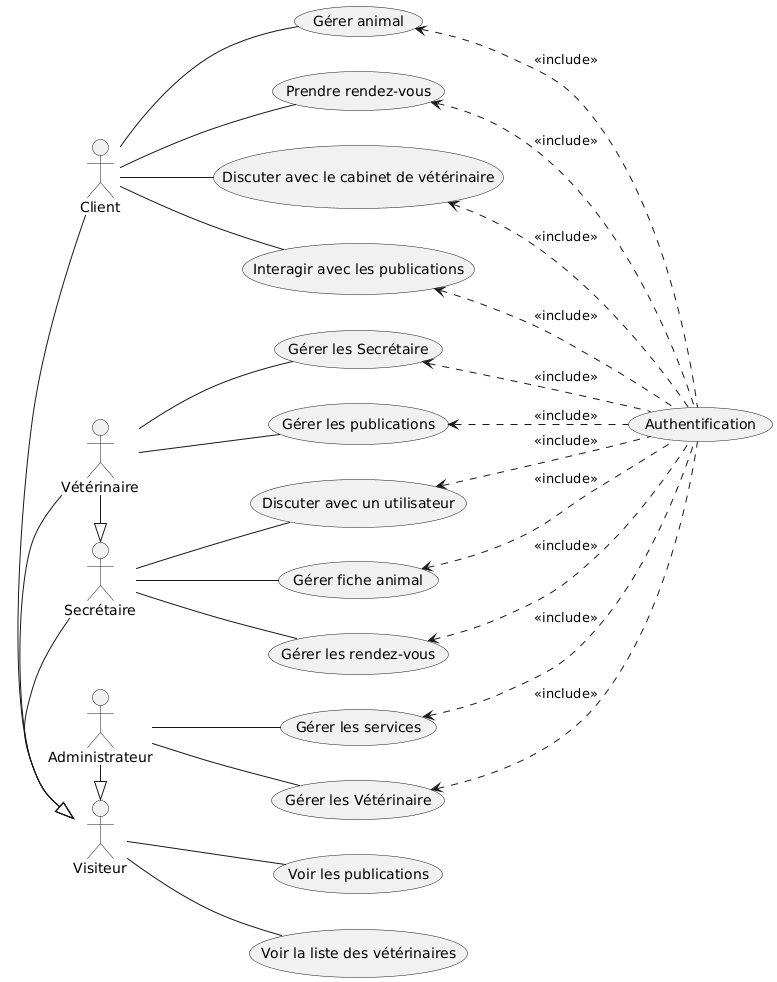 Gérer animal
«include»
Prendre rendez-vous
«include»
Discuter avec le cabinet de vétérinaire
Client
«include»
Interagir avec les publications
«include»
Gérer les Secrétaire
«include»
Gérer les publications
«include»
Authentification
«include»
Vétérinaire
«include»
Discuter avec un utilisateur
«include»
Gérer fiche animal
Secrétaire
«include»
Gérer les rendez-vous
«include»
Gérer les services
Administrateur
Gérer les Vétérinaire
Visiteur
Voir les publications
Voir la liste des vétérinaires